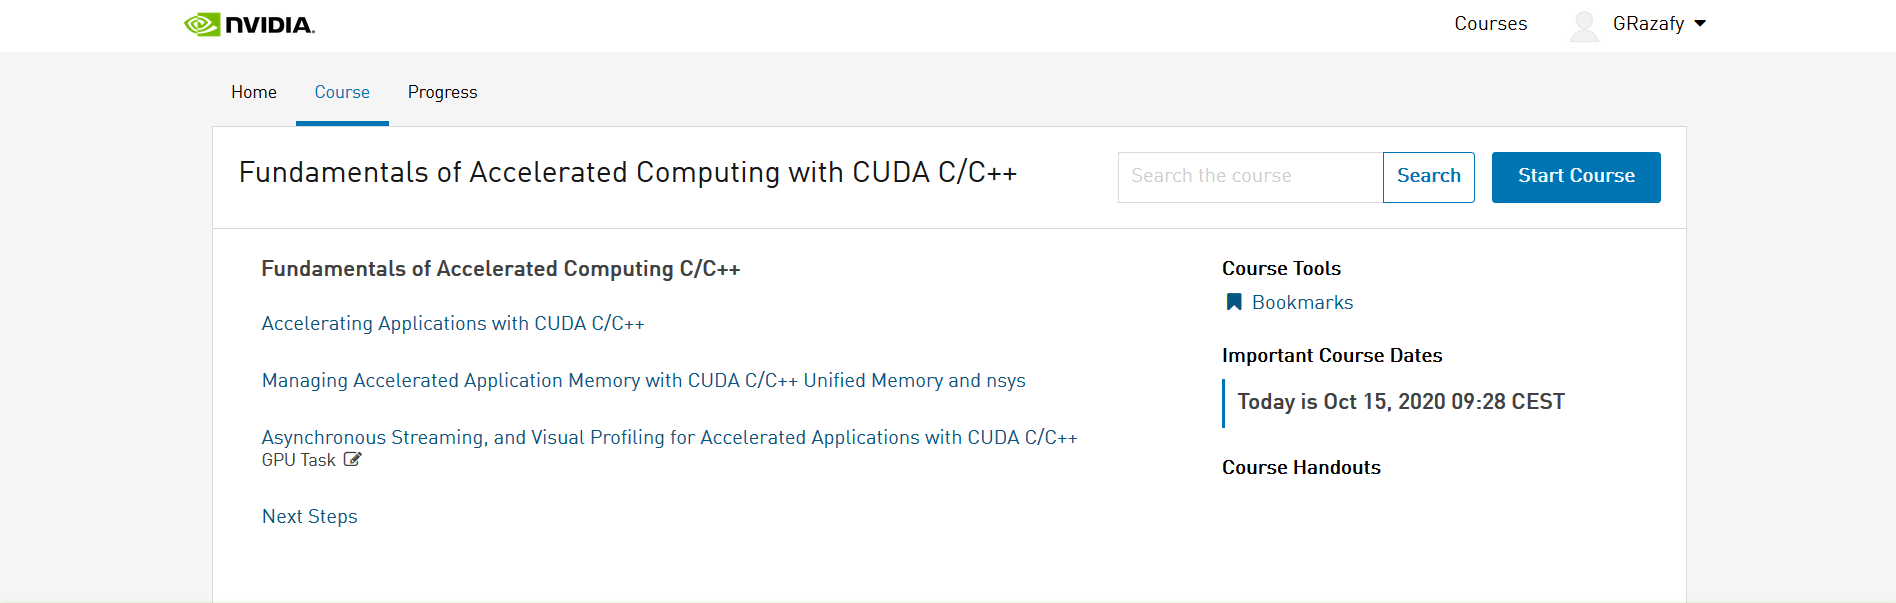 NVIDIA.
Courses
GRazafy
Home
Course
Progress
Fundamentals of Accelerated Computing with CUDA C/C++
Search the course
Search
Start Course
Fundamentals of Accelerated Computing C/C++
Accelerating Applications with CUDA C/C++
Managing Accelerated Application Memory with CUDA C/C++ Unified Memory and nsys
Asynchronous Streaming, and Visual Profiling for Accelerated Applications with CUDA C/C++
GPU Task
Next Steps
Course Tools
Bookmarks
Important Course Dates
Today is Oct 15, 2020 09:28 CEST
Course Handouts